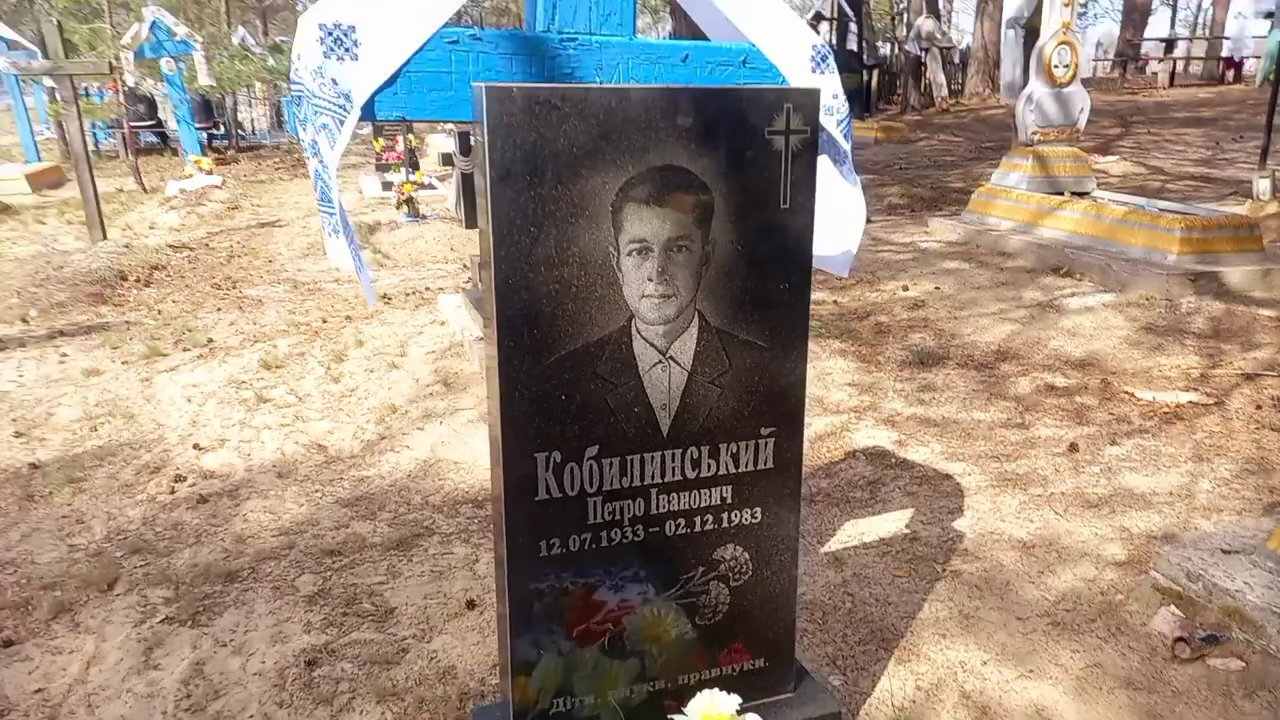 Кобилинський
Петро Іванович
12.07.1933 – 02.12.1983
Діти, внуки, правнуки.